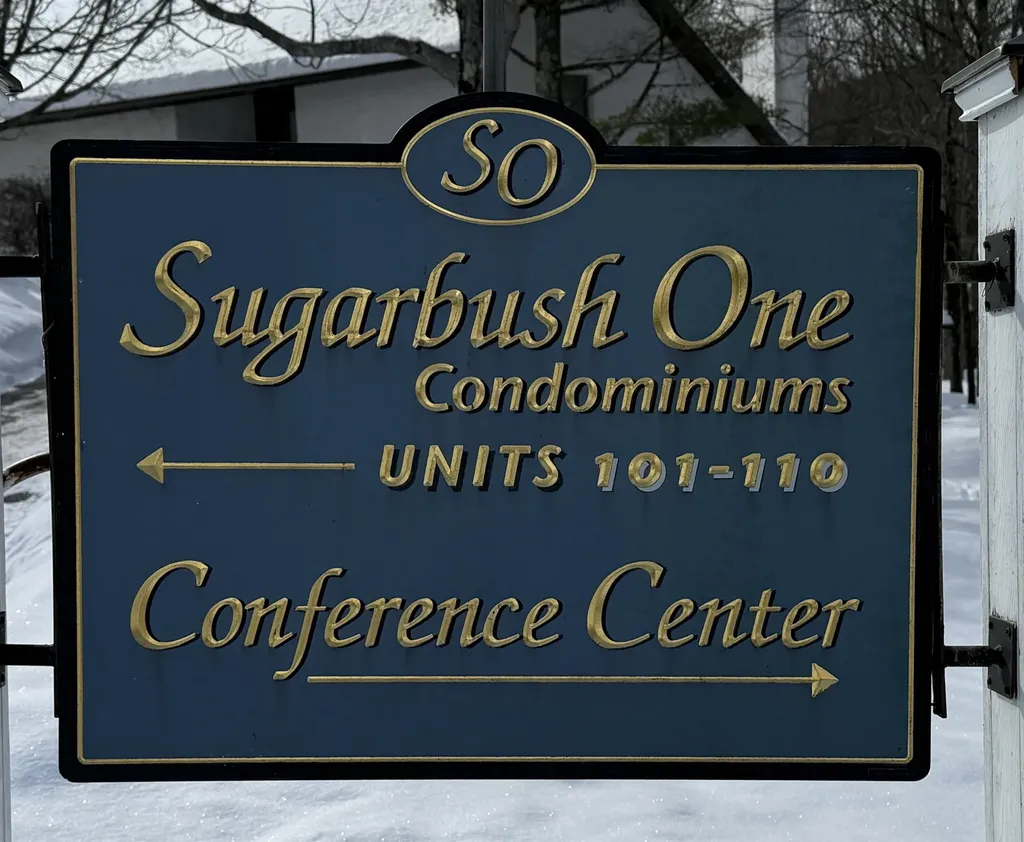 SO
Sugarbush One
Condominiums
UNITS 101-110
Conference Center